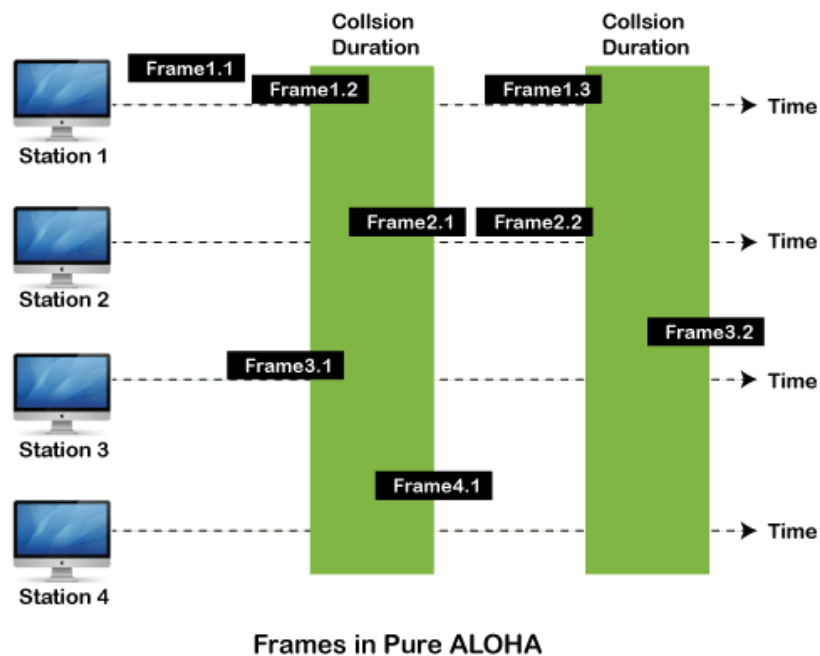 Collsion
Duration
Collsion
Duration
Frame1.1
Frame1.2
Frame1.3
Time
Station 1
Frame2.1
Frame2.2
Time
Station 2
Frame3.2
Frame3.1
Time
Station 3
Frame4.1
Time
Station 4
Frames in Pure ALOHA